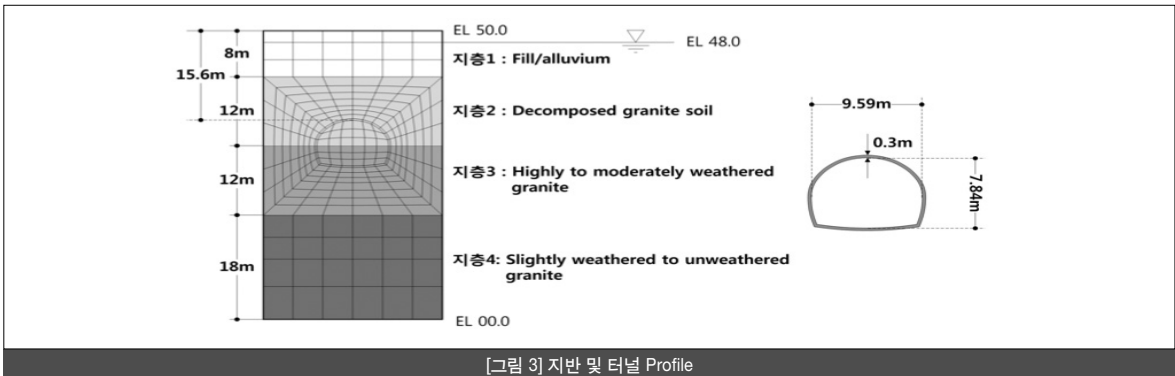 EL 50.0
EL 48.0
8m
지층1 : Fill/alluvium
15.6m
12m
지층2 : Decomposed granite soil
9.59m
0.3m
7.84m
12m
지층3 : Highly to moderately weathered
granite
18m
지층4: Slightly weathered to unweathered
granite
EL 00.0
[그림 3] 지반 및 터널 Profile